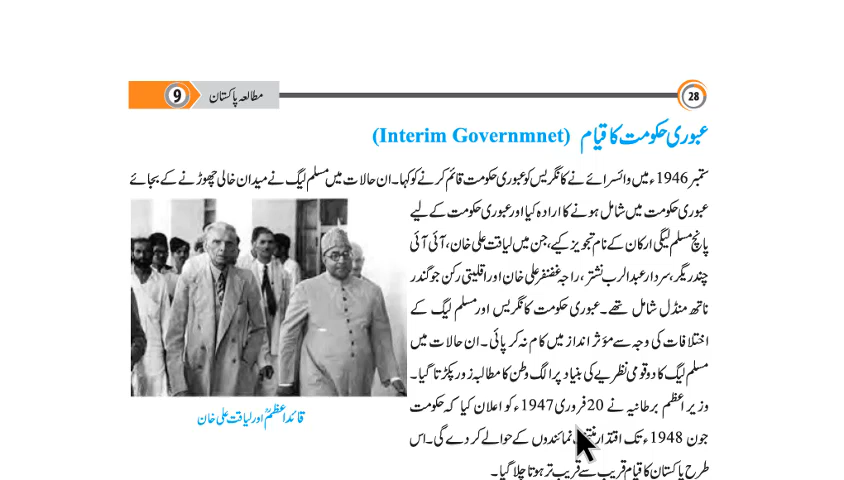 9 مطالعہ پاکستان 28
عبوری حکومت کا قیام (Interim Governmnet)
ستمبر 1946ء میں وائسرائے نے کانگریس کو عبوری حکومت قائم کرنے کو کہا۔ ان حالات میں مسلم لیگ نے میدان خالی چھوڑنے کے بجائے
عبوری حکومت میں شامل ہونے کا ارادہ کیا اور عبوری حکومت کے لیے
پانچ مسلم لیگی ارکان کے نام تجویز کیے، جن میں لیاقت علی خان، آئی آئی
چندریگر، سردار عبدالرب نشتر، راجہ غضنفر علی خان اور اقلیتی رکن جوگندر
ناتھ منڈل شامل تھے۔ عبوری حکومت کانگریس اور مسلم لیگ کے
اختلافات کی وجہ سے مؤثر انداز میں کام نہ کر پائی۔ ان حالات میں
مسلم لیگ کا دو قومی نظریے کی بنیاد پر الگ وطن کا مطالبہ زور پکڑتا گیا۔
وزیر اعظم برطانیہ نے 20 فروری 1947ء کو اعلان کیا کہ حکومت
جون 1948ء تک اقتدار نمائندوں کے حوالے کر دے گی۔ اس
طرح پاکستان کا قیام قریب سے قریب تر ہوتا چلا گیا۔
قائد اعظمؒ اور لیاقت علی خان